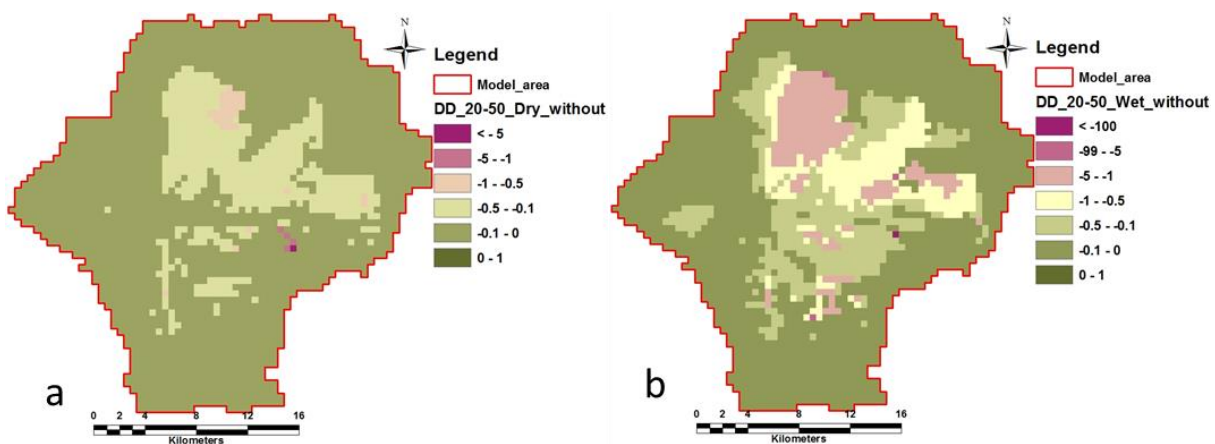 N
Legend
Model_area
DD_20-50_Dry_without
< - 5
-5 - -1
-1 - -0.5
-0.5 - -0.1
-0.1 - 0
0 - 1
a
0 2 4 8 12 16
Kilometers
N
Legend
Model_area
DD_20-50_Wet_without
< -100
-99 - -5
-5 - -1
-1 - -0.5
-0.5 - -0.1
-0.1 - 0
0 - 1
b
0 2 4 8 12 16
Kilometers